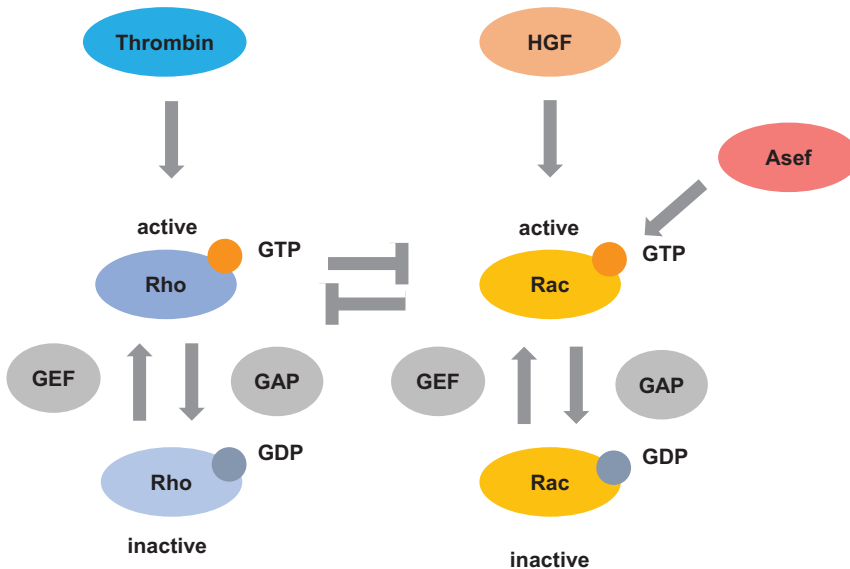 Thrombin
HGF
Asef
active
active
GTP
GTP
Rho
Rac
GEF
GAP
GEF
GAP
GDP
GDP
Rho
Rac
inactive
inactive